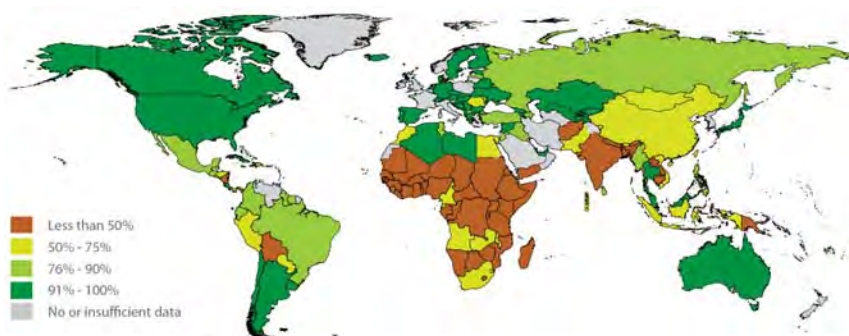 Less than 50%
50% - 75%
76% - 90%
91% - 100%
No or insufficient data